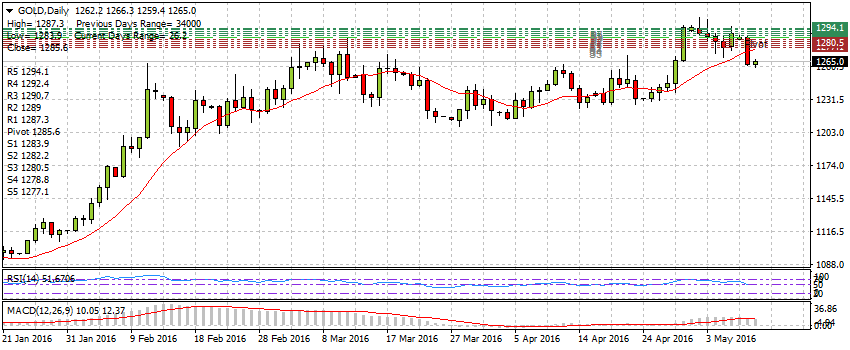 GOLD,Daily 1262.2 1266.3 1259.4 1265.0
High= 1287.3 Previous Days Range= 34000
Low= 1283.9 Current Days Range= 26.2
Close= 1285.6
R5 1294.1
R4 1292.4
R3 1290.7
R2 1289
R1 1287.3
Pivot 1285.6
S1 1283.9
S2 1282.2
S3 1280.5
S4 1278.8
S5 1277.1
1294.1
1280.5
1265.0
1231.5
1203.0
1174.0
1145.5
1116.5
1088.0
RSI(14) 51.6706
100
50
MACD(12,26,9) 10.05 12.37
36.86
0.00
21 Jan 2016 31 Jan 2016 9 Feb 2016 18 Feb 2016 28 Feb 2016 8 Mar 2016 17 Mar 2016 27 Mar 2016 5 Apr 2016 14 Apr 2016 24 Apr 2016 3 May 2016